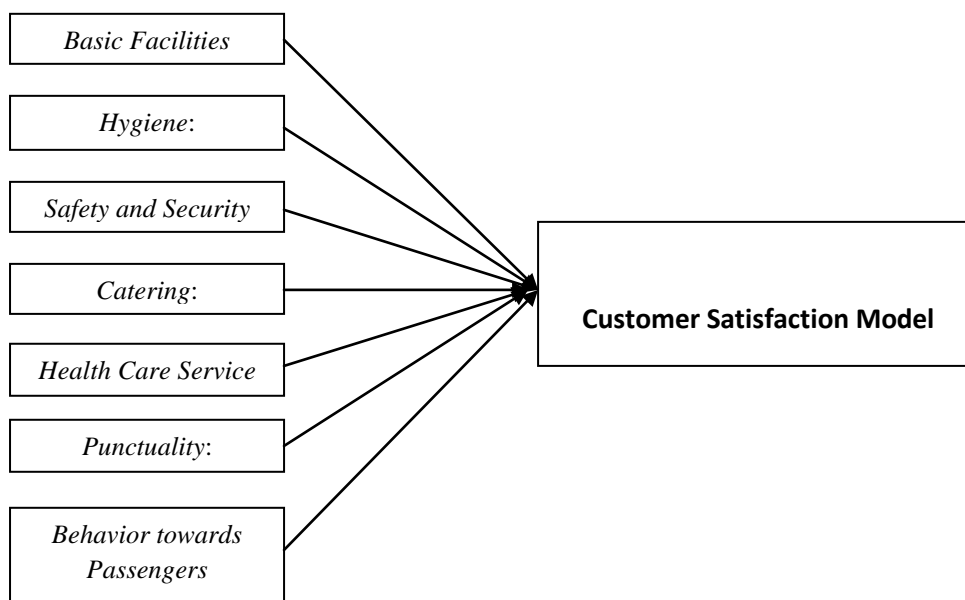 Basic Facilities
Hygiene:
Safety and Security
Catering:
Health Care Service
Punctuality:
Behavior towards
Passengers
Customer Satisfaction Model